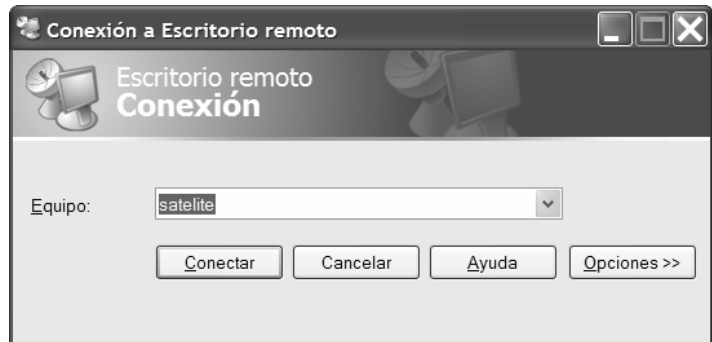 Conexión a Escritorio remoto
Escritorio remoto
Conexión
Equipo: satelite
Conectar Cancelar Ayuda Opciones >>